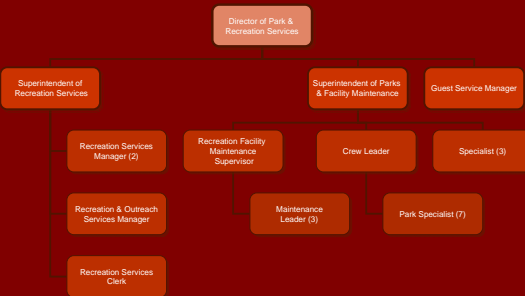 Director of Park &
Recreation Services
Superintendent of
Recreation Services
Superintendent of Parks
& Facility Maintenance
Guest Service Manager
Recreation Services
Manager (2)
Recreation Facility
Maintenance
Supervisor
Crew Leader
Specialist (3)
Recreation & Outreach
Services Manager
Maintenance
Leader (3)
Park Specialist (7)
Recreation Services
Clerk